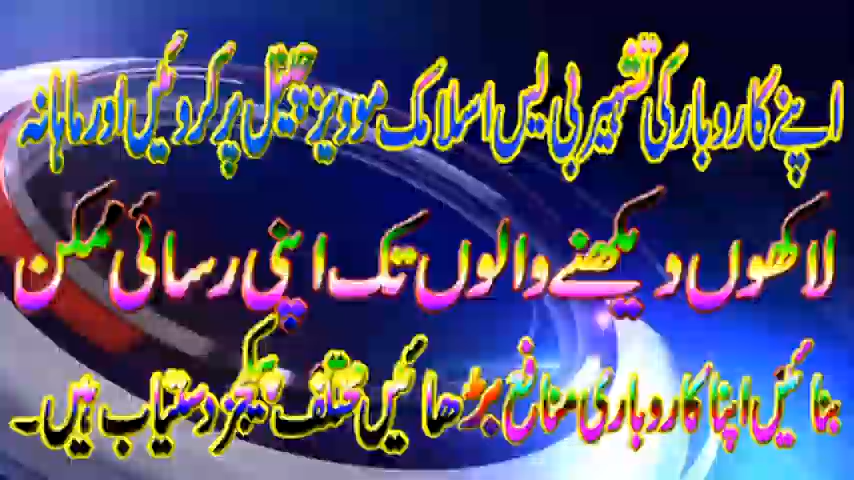 اپنے کاروبار کی تشہیر بی ایس اسلامک موویز چینل پر کروائیں اور ماہانہ
لاکھوں دیکھنے والوں تک اپنی رسائی ممکن
بنائیں اپنا کاروباری منافع بڑھائیں مختلف پیکیجز دستیاب ہیں۔